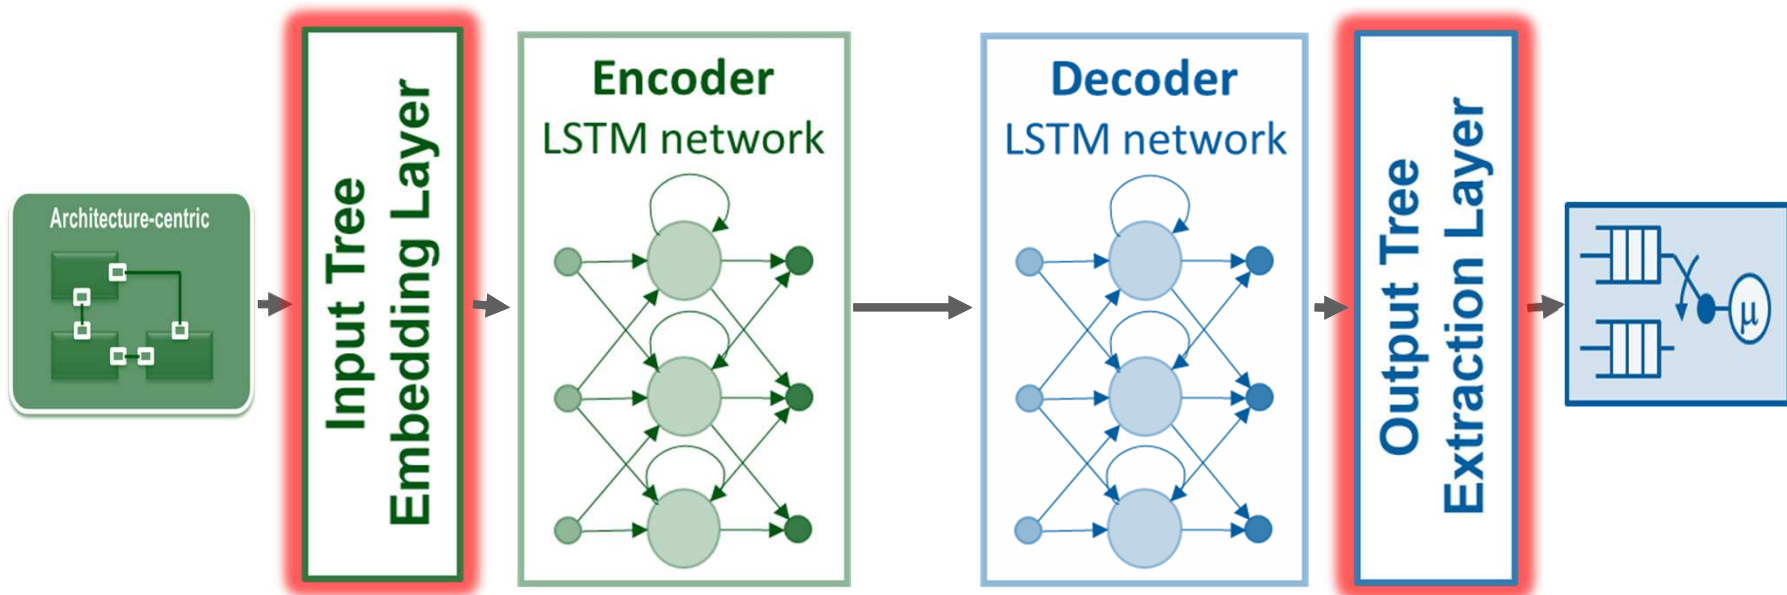 Architecture-centric
Input Tree
Embedding Layer
Encoder
LSTM network
Decoder
LSTM network
Output Tree
Extraction Layer
μ